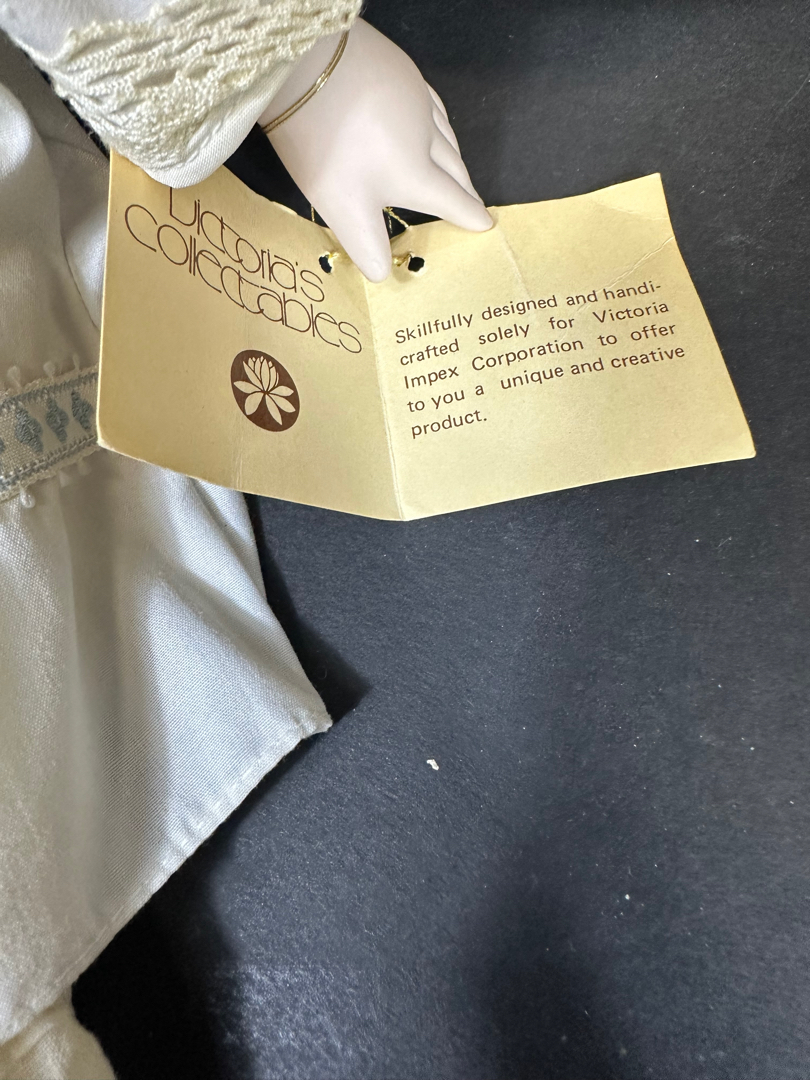 Victoria's
Collectables
Skillfully designed and handi-
crafted solely for Victoria
Impex Corporation to offer
to you a unique and creative
product.